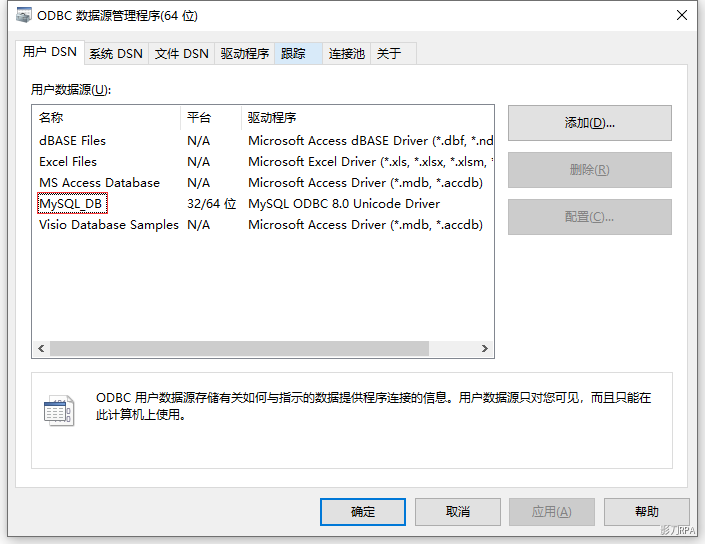 ODBC 数据源管理程序(64 位)
用户 DSN 系统 DSN 文件 DSN 驱动程序 跟踪 连接池 关于
用户数据源(U):
名称 平台 驱动程序
dBASE Files N/A Microsoft Access dBASE Driver (*.dbf, *.nd
Excel Files N/A Microsoft Excel Driver (*.xls, *.xlsx, *.xlsm, *
MS Access Database N/A Microsoft Access Driver (*.mdb, *.accdb)
MySQL_DB 32/64 位 MySQL ODBC 8.0 Unicode Driver
Visio Database Samples N/A Microsoft Access Driver (*.mdb, *.accdb)
添加(D)...
删除(R)
配置(C)...
ODBC 用户数据源存储有关如何与指示的数据提供程序连接的信息。用户数据源只对您可见，而且只能在
此计算机上使用。
确定 取消 应用(A) 帮助
影刀RPA